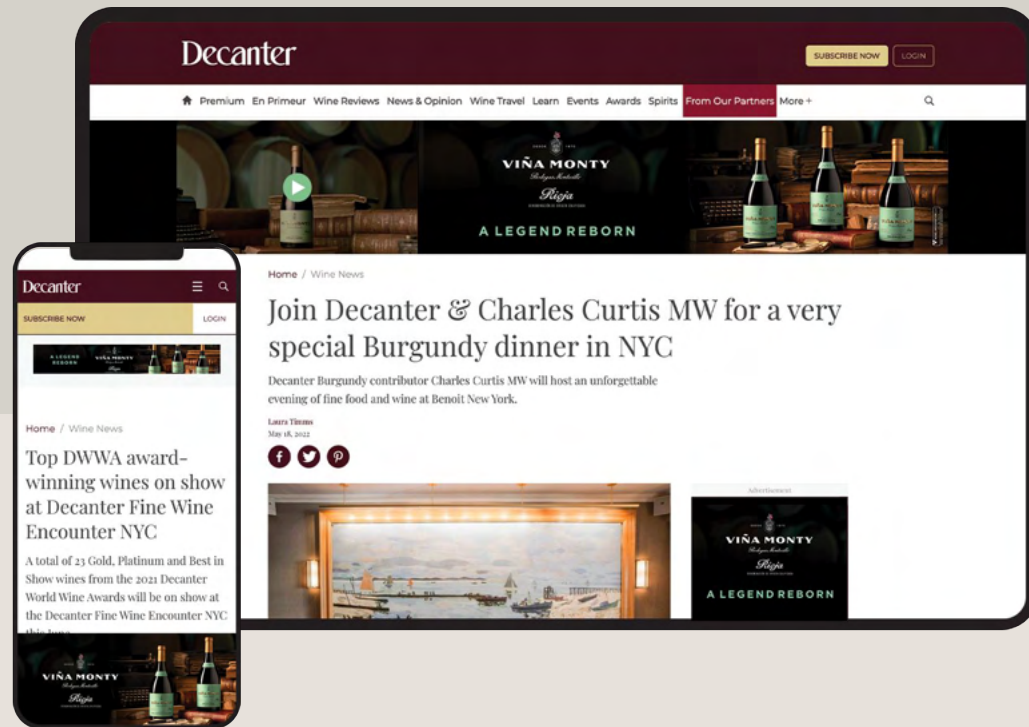 Decanter
SUBSCRIBE NOW
LOGIN
Premium En Primeur Wine Reviews News & Opinion Wine Travel Learn Events Awards Spirits From Our Partners More +
VIÑA MONTY
Rioja
A LEGEND REBORN
Home / Wine News
Join Decanter & Charles Curtis MW for a very
special Burgundy dinner in NYC
Decanter Burgundy contributor Charles Curtis MW will host an unforgettable
evening of fine food and wine at Benoit New York.
Laura Timms
May 18, 2022
Advertisement
VIÑA MONTY
Rioja
A LEGEND REBORN
Decanter
SUBSCRIBE NOW
LOGIN
A LEGEND
REBORN
VIÑA MONTY
Home / Wine News
Top DWWA award-
winning wines on show
at Decanter Fine Wine
Encounter NYC
A total of 23 Gold, Platinum and Best in
Show wines from the 2021 Decanter
World Wine Awards will be on show at
the Decanter Fine Wine Encounter NYC
this June
VIÑA MONTY
Rioja